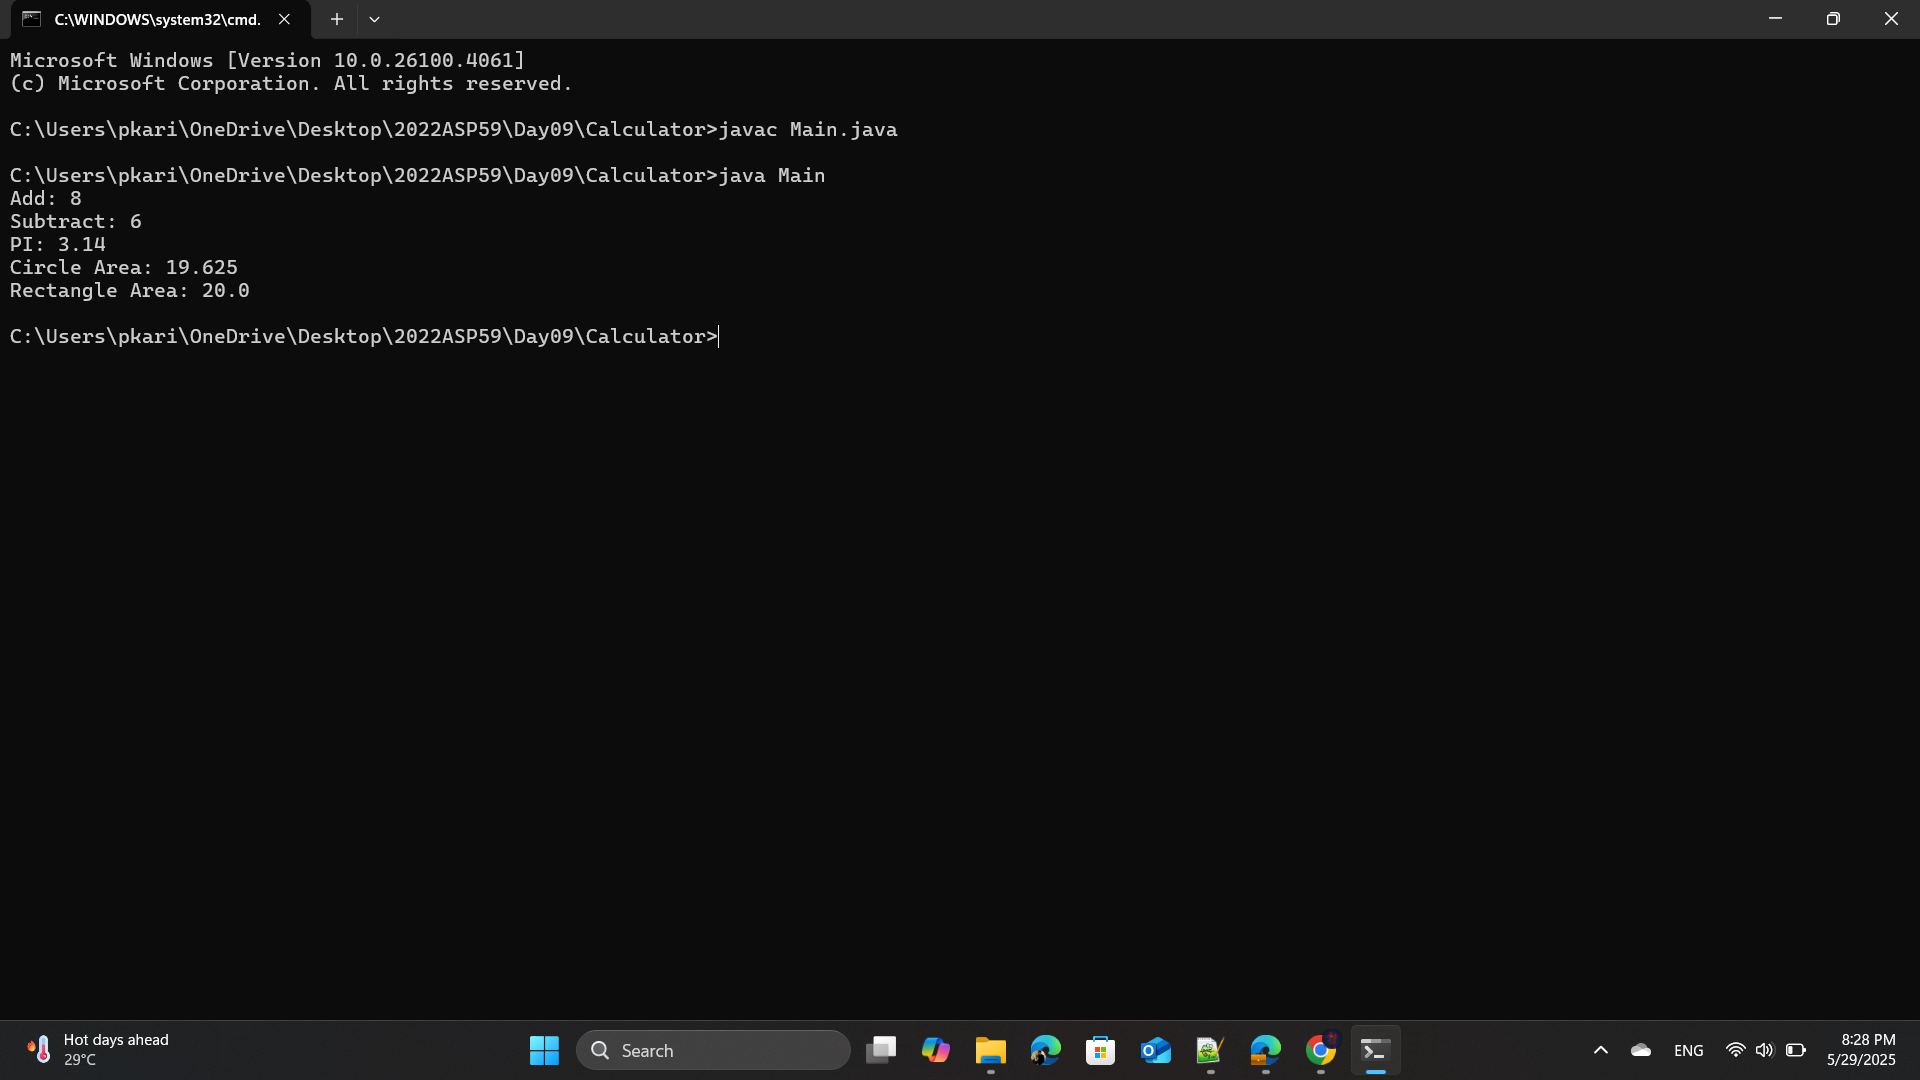 C:\WINDOWS\system32\cmd.
Microsoft Windows [Version 10.0.26100.4061]
(c) Microsoft Corporation. All rights reserved.
C:\Users\pkari\OneDrive\Desktop\2022ASP59\Day09\Calculator>javac Main.java
C:\Users\pkari\OneDrive\Desktop\2022ASP59\Day09\Calculator>java Main
Add: 8
Subtract: 6
PI: 3.14
Circle Area: 19.625
Rectangle Area: 20.0
C:\Users\pkari\OneDrive\Desktop\2022ASP59\Day09\Calculator>
Hot days ahead
29°C
Search
ENG
8:28 PM
5/29/2025